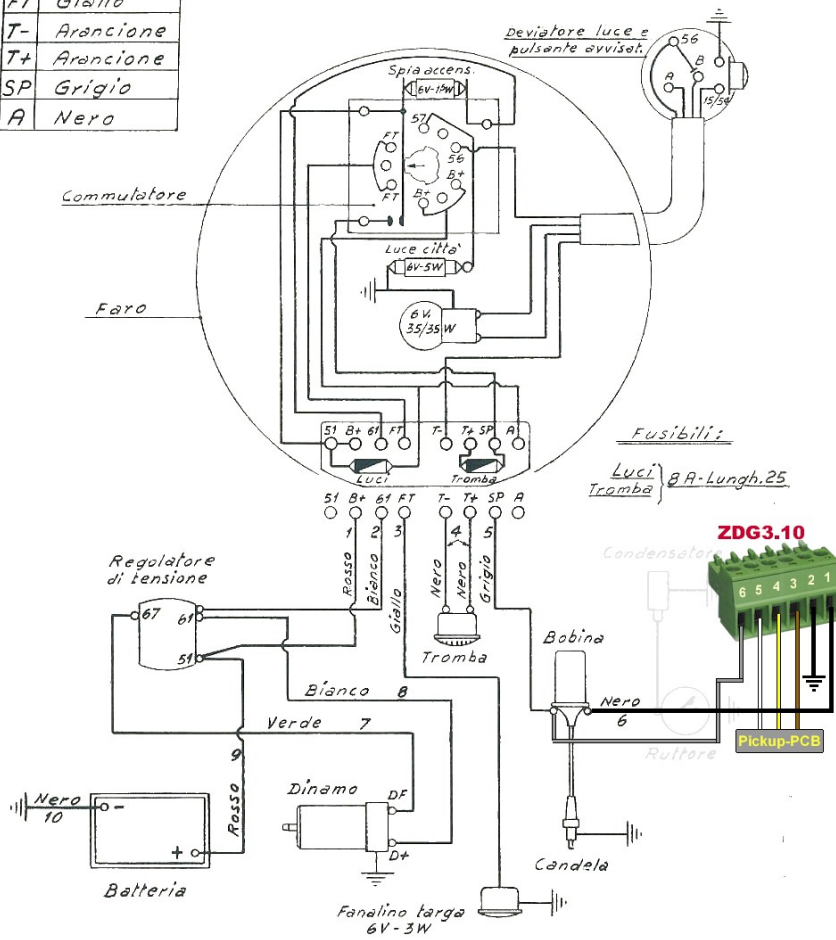 FT Giallo
T- Arancione
T+ Arancione
SP Grigio
A Nero
Deviatore luce e
pulsante avvisat.
56
B
A
15/54
Spia accens.
6V-1,5W
57
FT
56
B+
B+
FT
Commutatore
Luce città
6V-5W
Faro
6V.
35/35W
51 B+ 61 FT T- T+ SP A
Luci
Tromba
51 B+ 61 FT T- T+ SP A
1 2 3 4 5
Rosso
Bianco
Giallo
Nero
Nero
Grigio
Tromba
Fusibili:
Luci
Tromba
8A-Lungh.25
ZDG3.10
Condensatore
6 5 4 3 2 1
Regolatore
di tensione
67
61
51
Bobina
Nero
6
Pickup-PCB
Ruttore
Bianco 8
Verde 7
9
Rosso
Nero
10
-
+
Batteria
Dinamo
DF
D+
Candela
Fanalino targa
6V-3W